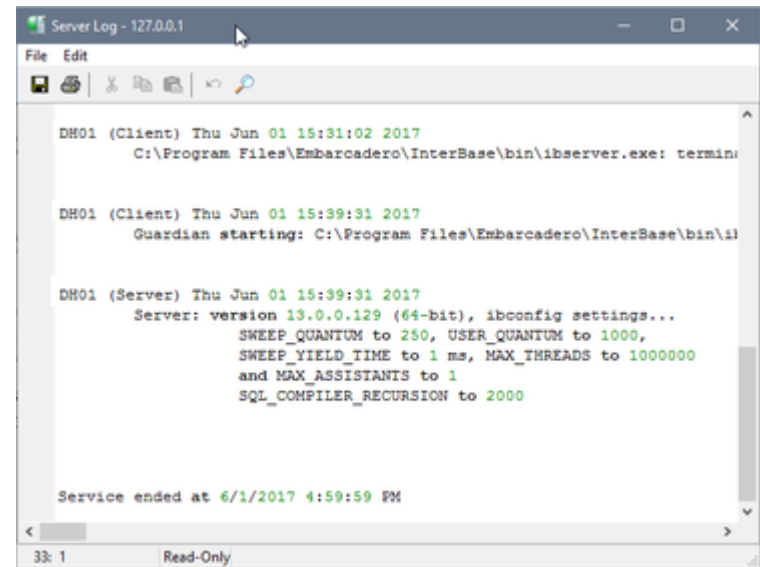 Server Log - 127.0.0.1
File Edit
DH01 (Client) Thu Jun 01 15:31:02 2017
C:\Program Files\Embarcadero\InterBase\bin\ibserver.exe: termina
DH01 (Client) Thu Jun 01 15:39:31 2017
Guardian starting: C:\Program Files\Embarcadero\InterBase\bin\ib
DH01 (Server) Thu Jun 01 15:39:31 2017
Server: version 13.0.0.129 (64-bit), ibconfig settings...
SWEEP_QUANTUM to 250, USER_QUANTUM to 1000,
SWEEP_YIELD_TIME to 1 ms, MAX_THREADS to 1000000
and MAX_ASSISTANTS to 1
SQL_COMPILER_RECURSION to 2000
Service ended at 6/1/2017 4:59:59 PM
33: 1 Read-Only